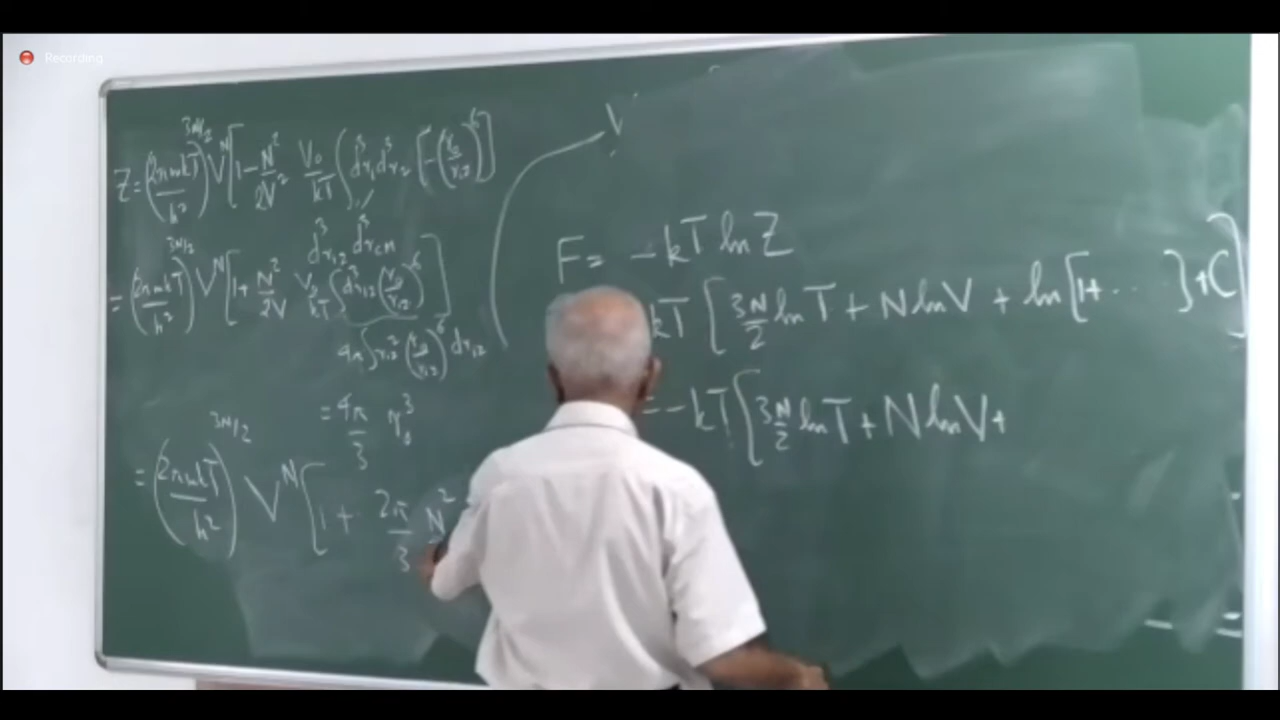 Recording
Z = (2πmkT/h²)^{3N/2} V^N [1 - N²/2V² V₀/kT ∫d³r₁d³r₂ [-(r₀/r₁₂)⁶]
d³r₁₂ d³r_cm
= (2πmkT/h²)^{3N/2} V^N [1 + N²/2V V₀/kT ∫d³r₁₂ (r₀/r₁₂)⁶]
4π∫r₁₂² (r₀/r₁₂)⁶ dr₁₂
= 4π/3 r₀³
= (2πmkT/h²)^{3N/2} V^N [1 + 2π/3 N²
V
F = -kT ln Z
kT [3N/2 ln T + N ln V + ln[1+ ... } + C]
= -kT [3N/2 ln T + N ln V +